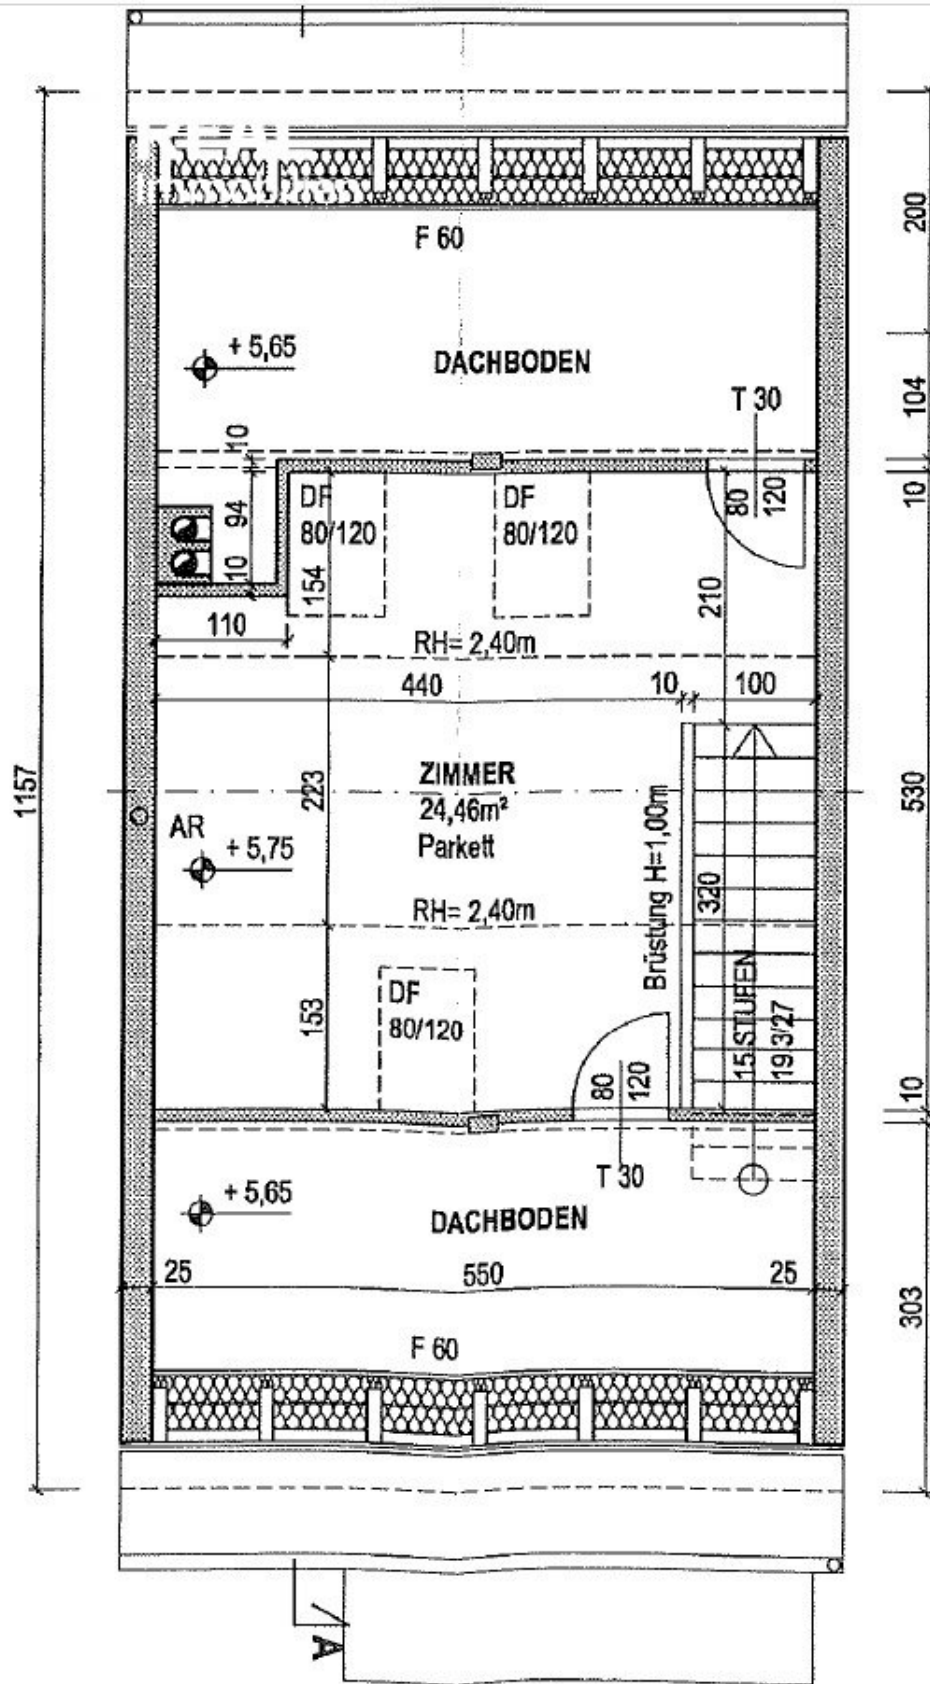 REAL
Immobilien
F 60
200
+ 5,65
DACHBODEN
T 30
104
10
DF
80/120
DF
80/120
80
120
10
94
10
154
210
110
RH= 2,40m
440
10
100
1157
ZIMMER
24,46m²
Parkett
223
530
AR
+ 5,75
Brüstung H=1,00m
320
RH= 2,40m
15 STUFEN
19.3/27
DF
80/120
153
80
120
10
T 30
+ 5,65
DACHBODEN
25
550
25
303
F 60
A